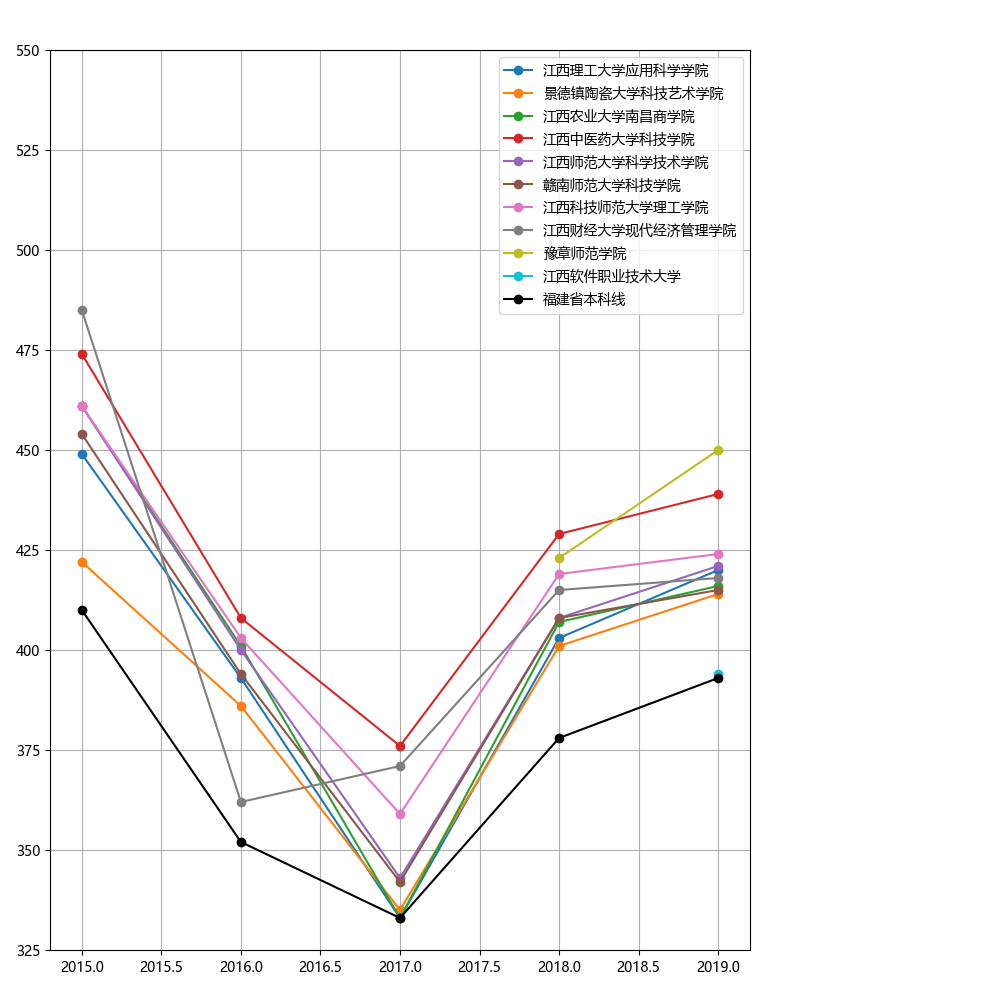 550
525
500
475
450
425
400
375
350
325
2015.0
2015.5
2016.0
2016.5
2017.0
2017.5
2018.0
2018.5
2019.0
江西理工大学应用科学学院
景德镇陶瓷大学科技艺术学院
江西农业大学南昌商学院
江西中医药大学科技学院
江西师范大学科学技术学院
赣南师范大学科技学院
江西科技师范大学理工学院
江西财经大学现代经济管理学院
豫章师范学院
江西软件职业技术大学
福建省本科线